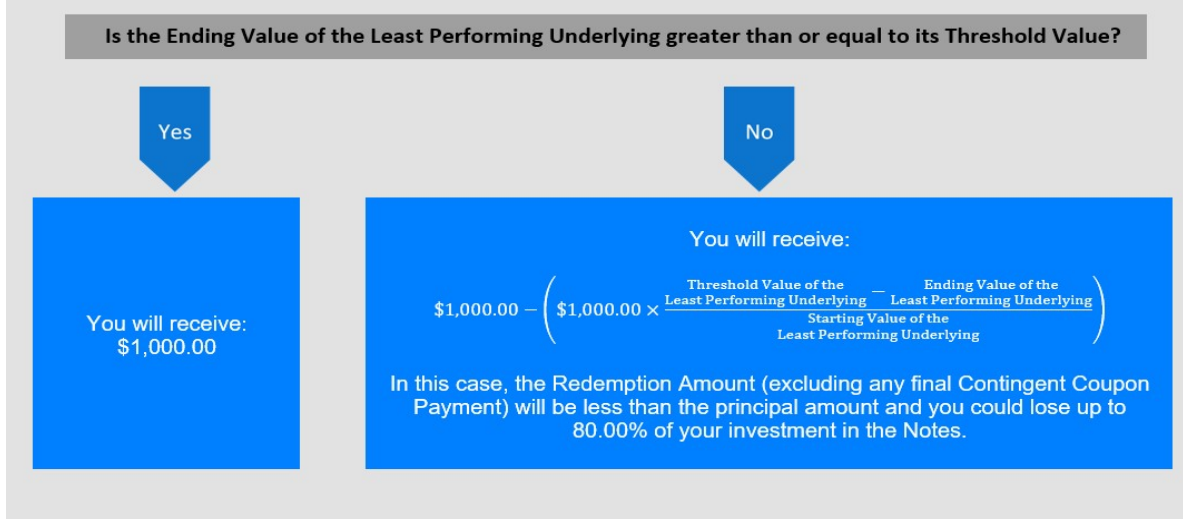 Is the Ending Value of the Least Performing Underlying greater than or equal to its Threshold Value?
Yes
No
You will receive:
$1,000.00
You will receive:
$1,000.00 − ($1,000.00 × (Threshold Value of the Least Performing Underlying − Ending Value of the Least Performing Underlying) / Starting Value of the Least Performing Underlying)
In this case, the Redemption Amount (excluding any final Contingent Coupon
Payment) will be less than the principal amount and you could lose up to
80.00% of your investment in the Notes.